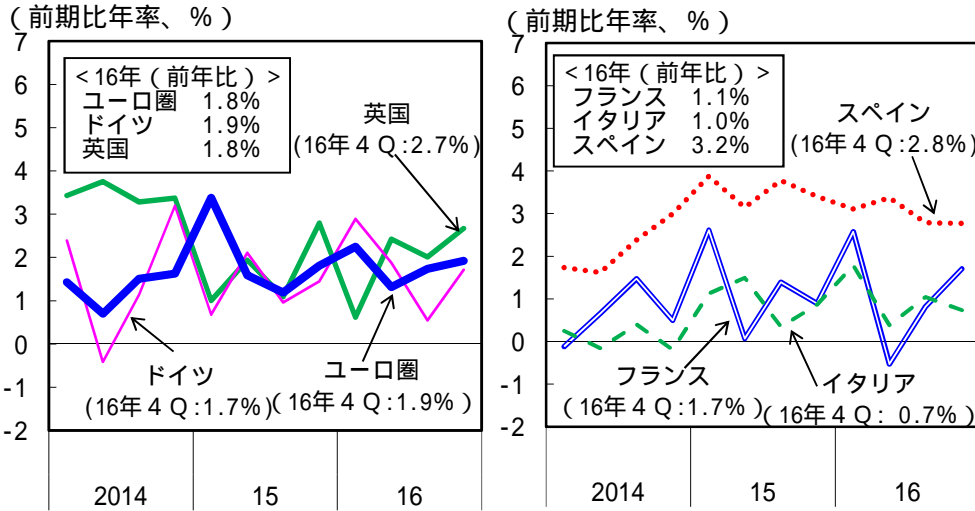 (前期比年率、%)
7
6
5
4
3
2
1
0
-1
-2
<16年(前年比)>
ユーロ圏 1.8%
ドイツ 1.9%
英国 1.8%
英国
(16年4Q:2.7%)
ドイツ
(16年4Q:1.7%)
ユーロ圏
(16年4Q:1.9%)
2014 15 16
(前期比年率、%)
7
6
5
4
3
2
1
0
-1
-2
<16年(前年比)>
フランス 1.1%
イタリア 1.0%
スペイン 3.2%
スペイン
(16年4Q:2.8%)
フランス
(16年4Q:1.7%)
イタリア
(16年4Q: 0.7%)
2014 15 16